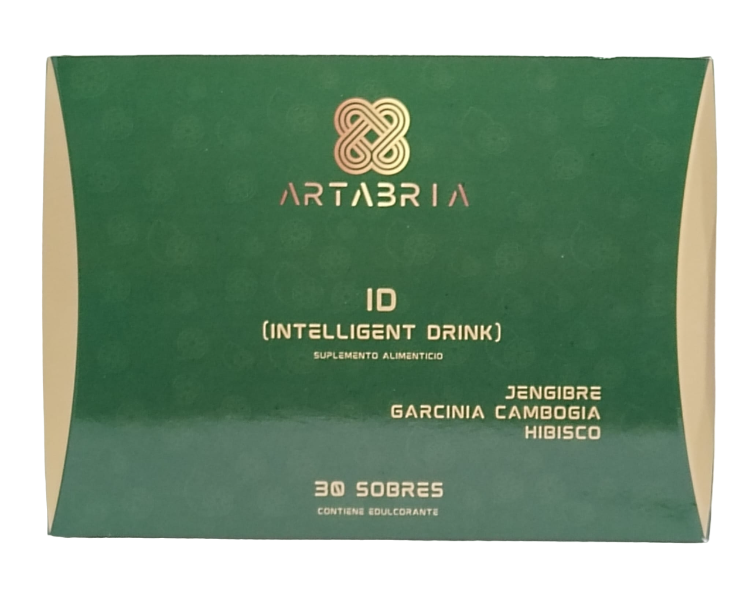 ARTABRIA
ID
(INTELLIGENT DRINK)
SUPLEMENTO ALIMENTICIO
JENGIBRE
GARCINIA CAMBOGIA
HIBISCO
30 SOBRES
CONTIENE EDULCORANTE